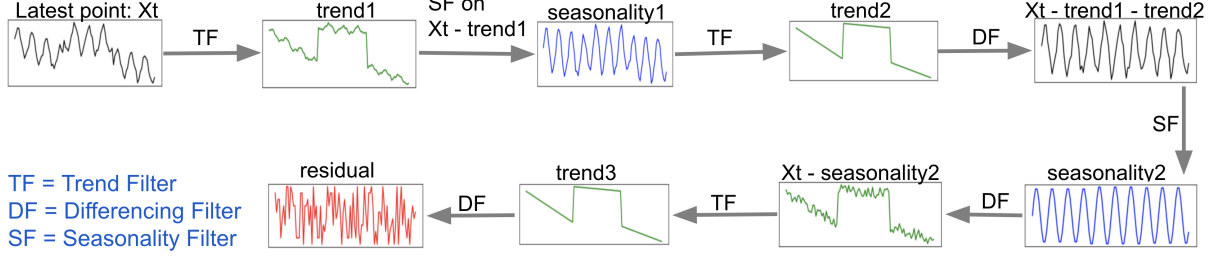 Latest point: Xt
TF
trend1
SF on
Xt - trend1
seasonality1
TF
trend2
DF
Xt - trend1 - trend2
SF
seasonality2
DF
Xt - seasonality2
TF
trend3
DF
residual
TF = Trend Filter
DF = Differencing Filter
SF = Seasonality Filter